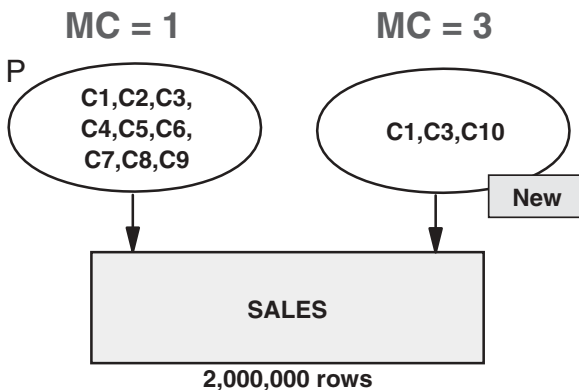 MC = 1
MC = 3
P
C1,C2,C3,
C4,C5,C6,
C7,C8,C9
C1,C3,C10
New
SALES
2,000,000 rows